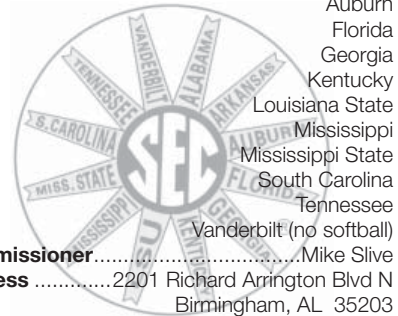 Auburn
Florida
Georgia
Kentucky
Louisiana State
Mississippi
Mississippi State
South Carolina
Tennessee
Vanderbilt (no softball)
missioner..................................Mike Slive
ess .............2201 Richard Arrington Blvd N
Birmingham, AL 35203
SEC
ALABAMA
ARKANSAS
AUBURN
FLORIDA
GEORGIA
KENTUCKY
LSU
MISSISSIPPI
MISS. STATE
S. CAROLINA
TENNESSEE
VANDERBILT
®